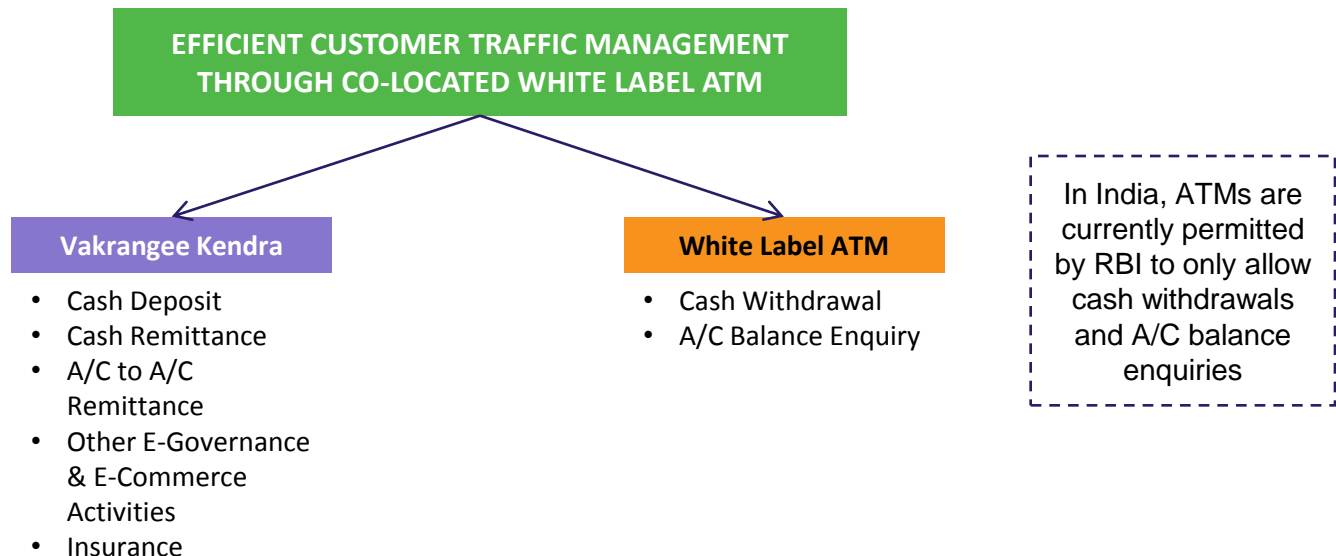 EFFICIENT CUSTOMER TRAFFIC MANAGEMENT
THROUGH CO-LOCATED WHITE LABEL ATM
Vakrangee Kendra
• Cash Deposit
• Cash Remittance
• A/C to A/C
Remittance
• Other E-Governance
& E-Commerce
Activities
• Insurance
White Label ATM
• Cash Withdrawal
• A/C Balance Enquiry
In India, ATMs are
currently permitted
by RBI to only allow
cash withdrawals
and A/C balance
enquiries